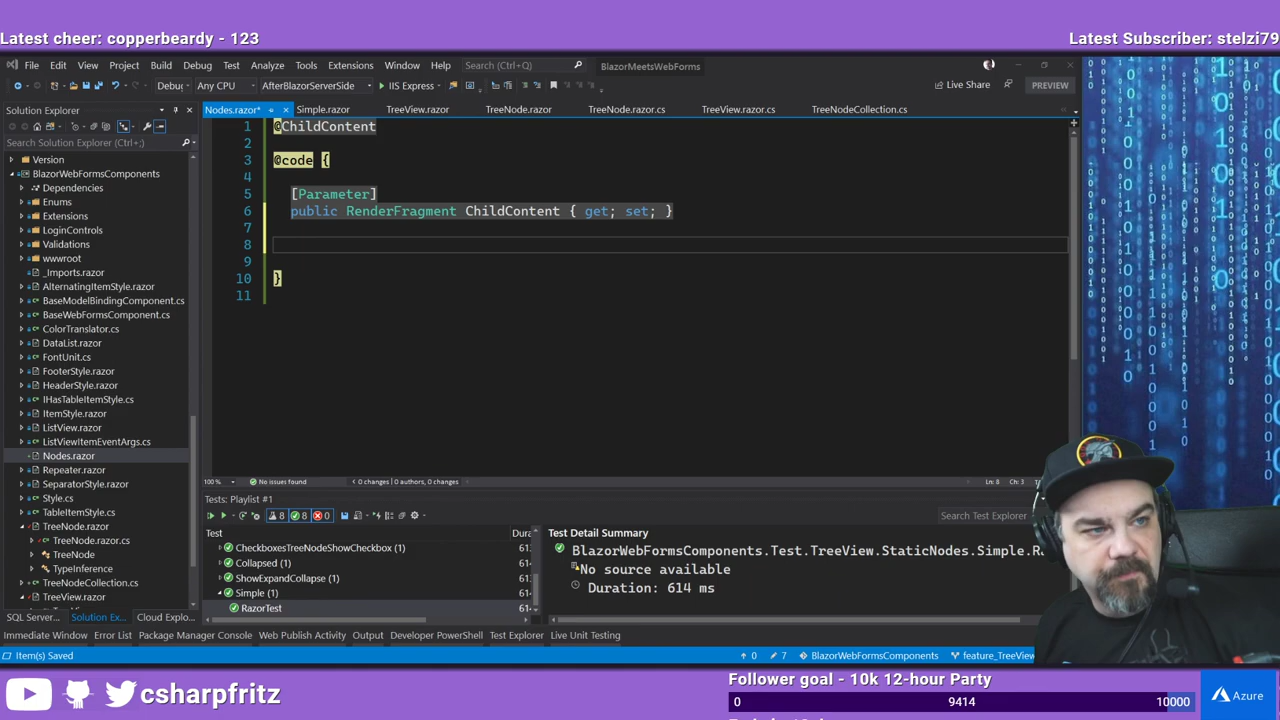 Latest cheer: copperbeardy - 123
Latest Subscriber: stelzi79
File Edit View Project Build Test Analyze Tools Extensions Window Help Search (Ctrl+Q) BlazorMeetsWebForms
Debug Any CPU AfterBlazorServerSide IIS Express Live Share PREVIEW
Solution Explorer
Nodes.razor* Simple.razor TreeView.razor TreeNode.razor TreeNode.razor.cs TreeView.razor.cs TreeNodeCollection.cs
Search Solution Explorer (Ctrl+;)
Version
BlazorWebFormsComponents
Dependencies
Enums
Extensions
LoginControls
Validations
wwwroot
_Imports.razor
AlternatingItemStyle.razor
BaseModelBindingComponent.cs
BaseWebFormsComponent.cs
ColorTranslator.cs
DataList.razor
FontUnit.cs
FooterStyle.razor
HeaderStyle.razor
IHasTableItemStyle.cs
ItemStyle.razor
ListView.razor
ListViewItemEventArgs.cs
Nodes.razor
Repeater.razor
SeparatorStyle.razor
Style.cs
TableItemStyle.cs
TreeNode.razor
TreeNode.razor.cs
TreeNode
TypeInference
TreeNodeCollection.cs
TreeView.razor
SQL Server... Solution Ex... Cloud Explo...
1 @ChildContent
2
3 @code {
4
5 [Parameter]
6 public RenderFragment ChildContent { get; set; }
7
8
9
10 }
11
100 % No issues found 0 changes | 0 authors, 0 changes Ln: 8 Ch: 3
Tests: Playlist #1
8 8 0 Search Test Explorer
Test Dura
CheckboxesTreeNodeShowCheckbox (1)
Collapsed (1)
ShowExpandCollapse (1)
Simple (1)
RazorTest
Test Detail Summary
BlazorWebFormsComponents.Test.TreeView.StaticNodes.Simple.Ra
No source available
Duration: 614 ms
Immediate Window Error List Package Manager Console Web Publish Activity Output Developer PowerShell Test Explorer Live Unit Testing
Item(s) Saved 0 7 BlazorWebFormsComponents feature_TreeView
csharpfritz
Follower goal - 10k 12-hour Party
0 9414 10000
Azure